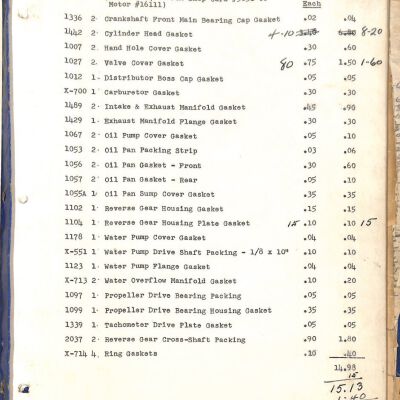 Motor #16111)
Each
1336 2 Crankshaft Front Main Bearing Cap Gasket .02 .04
1442 2 Cylinder Head Gasket 4-10 8-20
1007 2 Hand Hole Cover Gasket .30 .60
1027 2 Valve Cover Gasket 80 .75 1.50 1-60
1012 1 Distributor Boss Cap Gasket .05 .05
X-700 1 Carburetor Gasket .30 .30
1489 2 Intake & Exhaust Manifold Gasket .45 .90
1429 1 Exhaust Manifold Flange Gasket .30 .30
1067 2 Oil Pump Cover Gasket .05 .10
1053 2 Oil Pan Packing Strip .03 .06
1056 2 Oil Pan Gasket - Front .30 .60
1057 2 Oil Pan Gasket - Rear .05 .10
1055A 1 Oil Pan Sump Cover Gasket .35 .35
1102 1 Reverse Gear Housing Gasket .15 .15
1104 1 Reverse Gear Housing Plate Gasket 15 .10 .10 15
1178 1 Water Pump Cover Gasket .04 .04
X-551 1 Water Pump Drive Shaft Packing - 1/8 x 10" .10 .10
1123 1 Water Pump Flange Gasket .04 .04
X-713 2 Water Overflow Manifold Gasket .10 .20
1097 1 Propeller Drive Bearing Packing .05 .05
1099 1 Propeller Drive Bearing Housing Gasket .35 .35
1339 1 Tachometer Drive Plate Gasket .05 .05
2037 2 Reverse Gear Cross-Shaft Packing .90 1.80
X-714 4 Ring Gaskets .10 .40
14.98
15
15.13
1.40